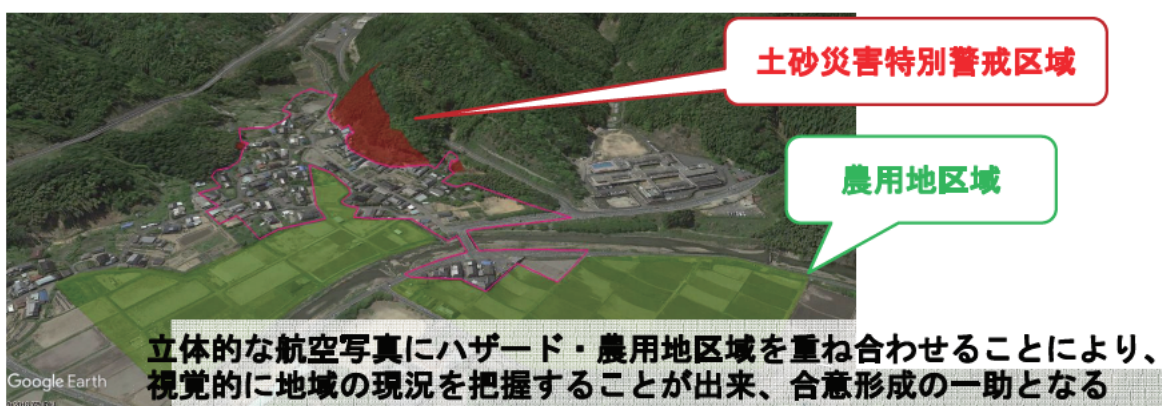 土砂災害特別警戒区域
農用地区域
立体的な航空写真にハザード・農用地区域を重ね合わせることにより、
視覚的に地域の現況を把握することが出来、合意形成の一助となる
Google Earth